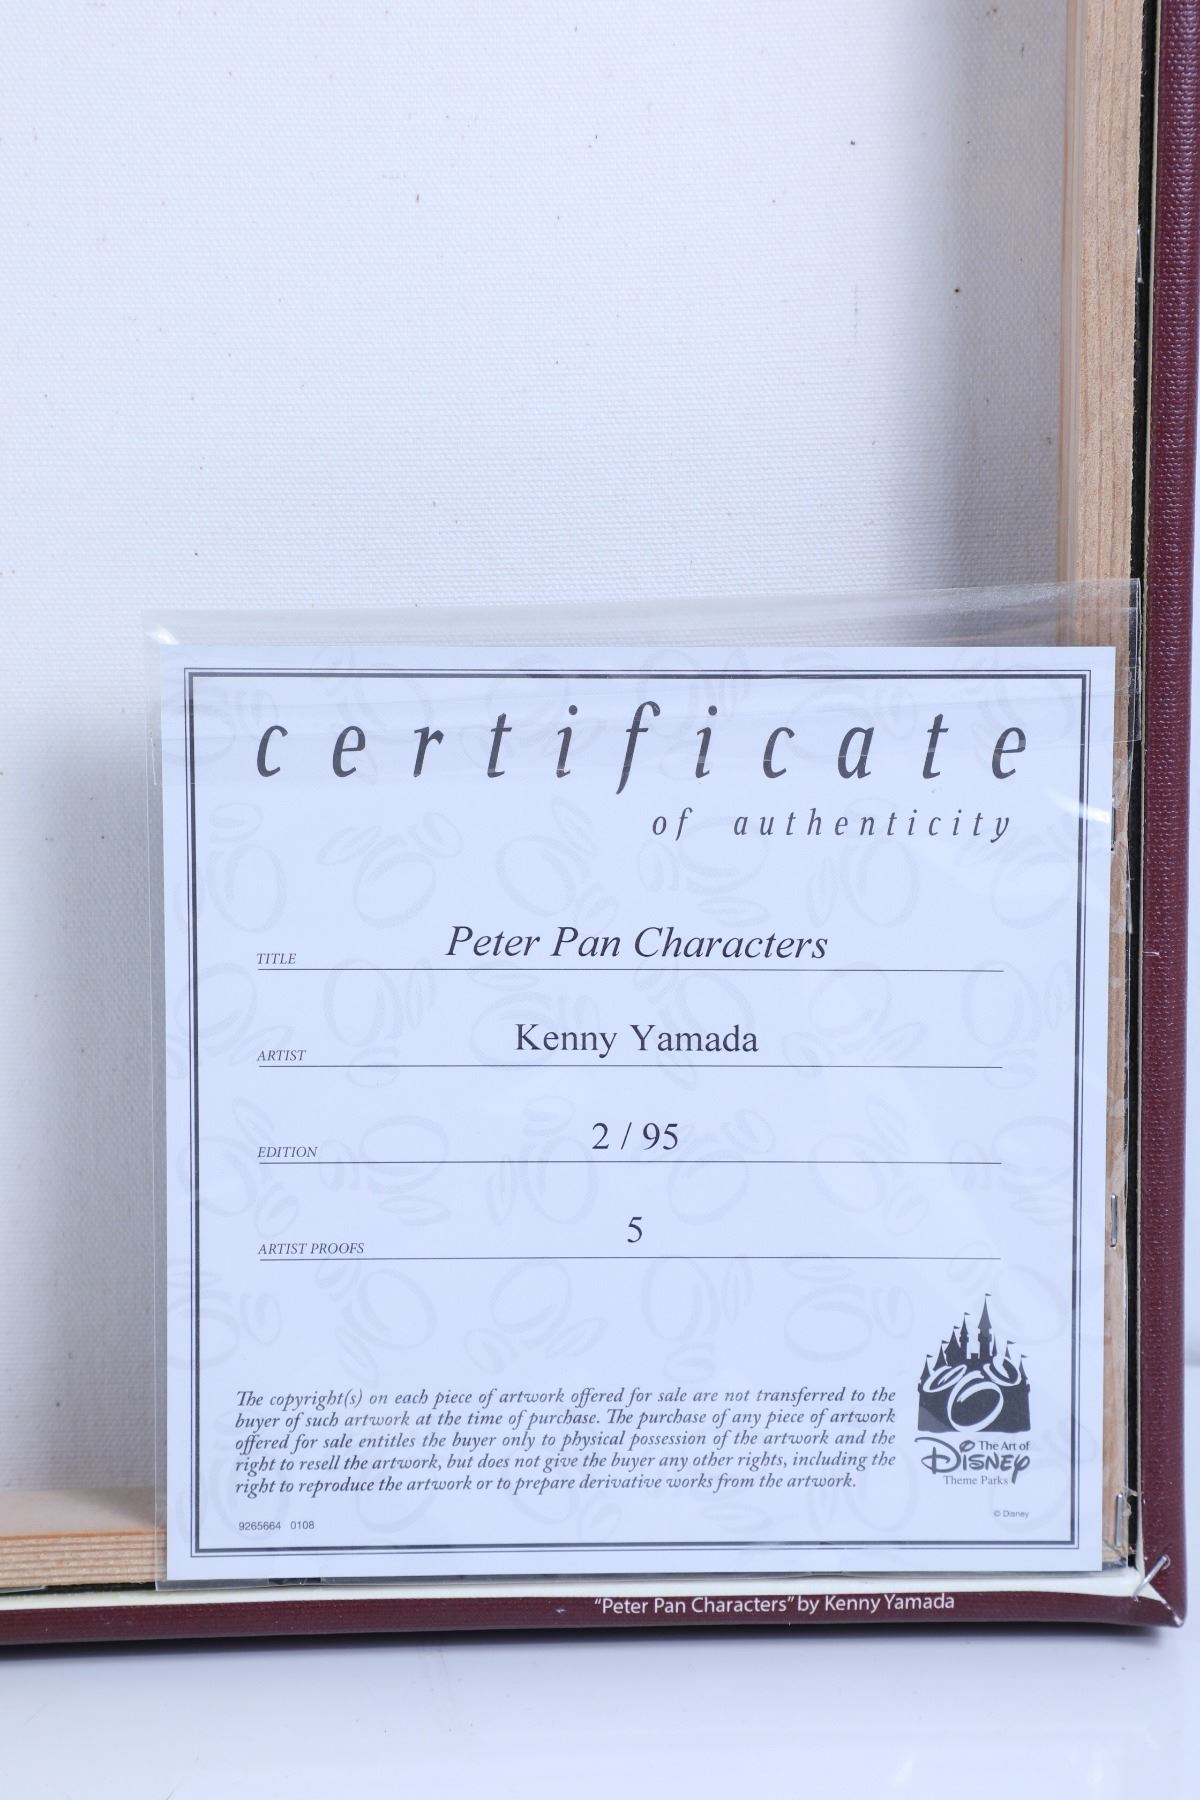 certificate
of authenticity
TITLE Peter Pan Characters
ARTIST Kenny Yamada
EDITION 2 / 95
ARTIST PROOFS 5
The copyright(s) on each piece of artwork offered for sale are not transferred to the
buyer of such artwork at the time of purchase. The purchase of any piece of artwork
offered for sale entitles the buyer only to physical possession of the artwork and the
right to resell the artwork, but does not give the buyer any other rights, including the
right to reproduce the artwork or to prepare derivative works from the artwork.
The Art of
Disney
Theme Parks
9265664 0108
© Disney
"Peter Pan Characters" by Kenny Yamada